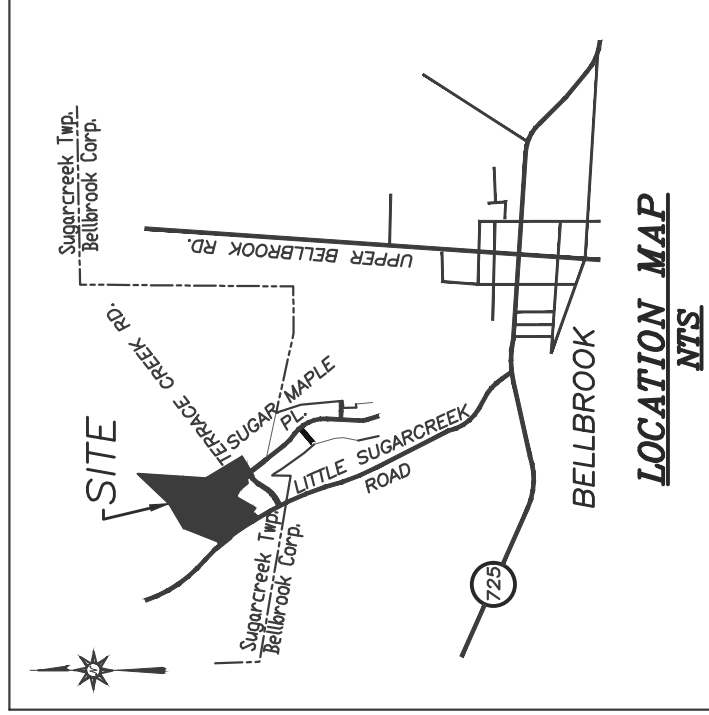 Sugarcreek Twp.
Bellbrook Corp.
UPPER BELLBROOK RD.
TERRACE CREEK RD.
SUGAR MAPLE
PL.
SITE
LITTLE SUGARCREEK
ROAD
Sugarcreek Twp.
Bellbrook Corp.
725
BELLBROOK
LOCATION MAP
NTS
N